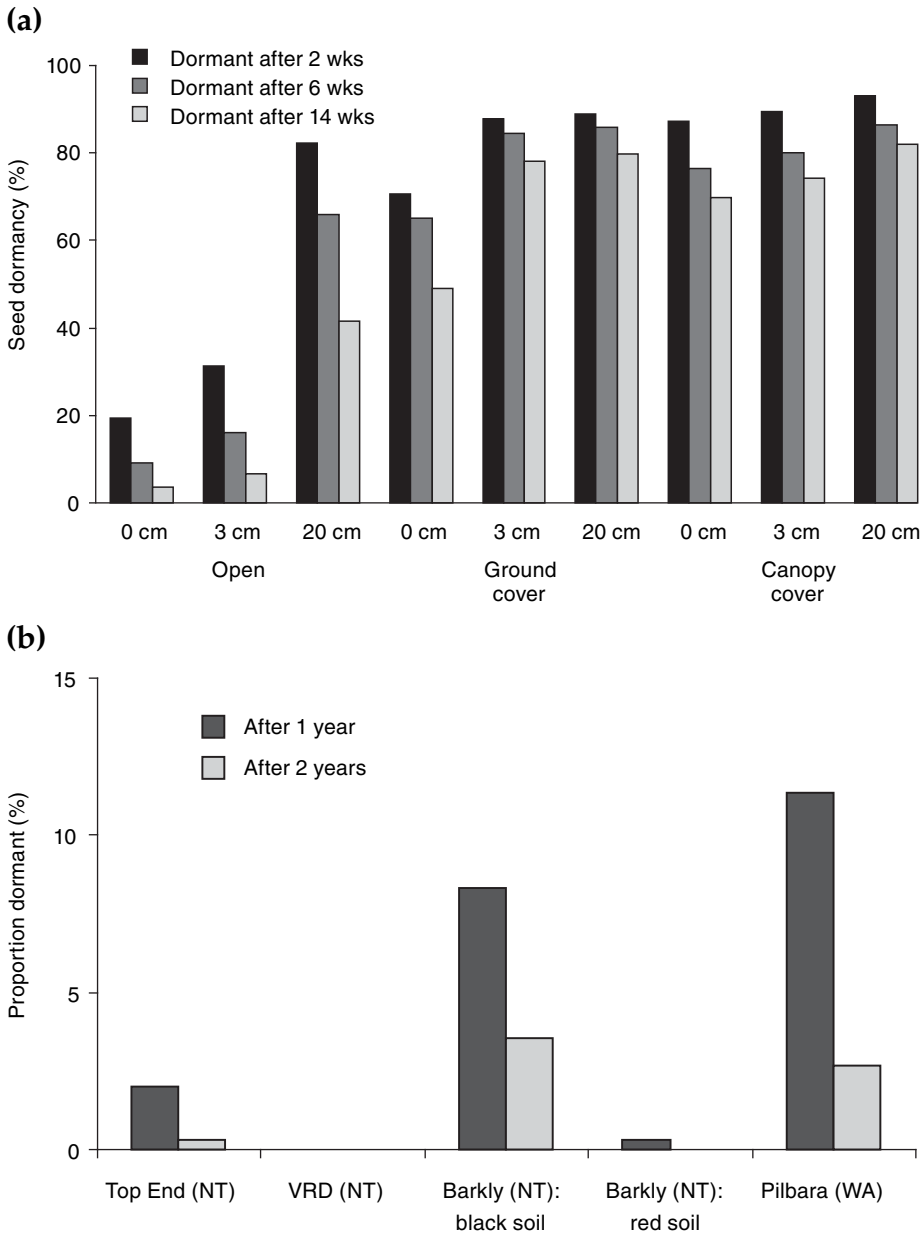 (a)
100
80
60
40
20
0
Seed dormancy (%)
Dormant after 2 wks
Dormant after 6 wks
Dormant after 14 wks
0 cm 3 cm 20 cm 0 cm 3 cm 20 cm 0 cm 3 cm 20 cm
Open Ground Canopy
cover cover
(b)
15
10
5
0
Proportion dormant (%)
After 1 year
After 2 years
Top End (NT) VRD (NT) Barkly (NT): Barkly (NT): Pilbara (WA)
black soil red soil